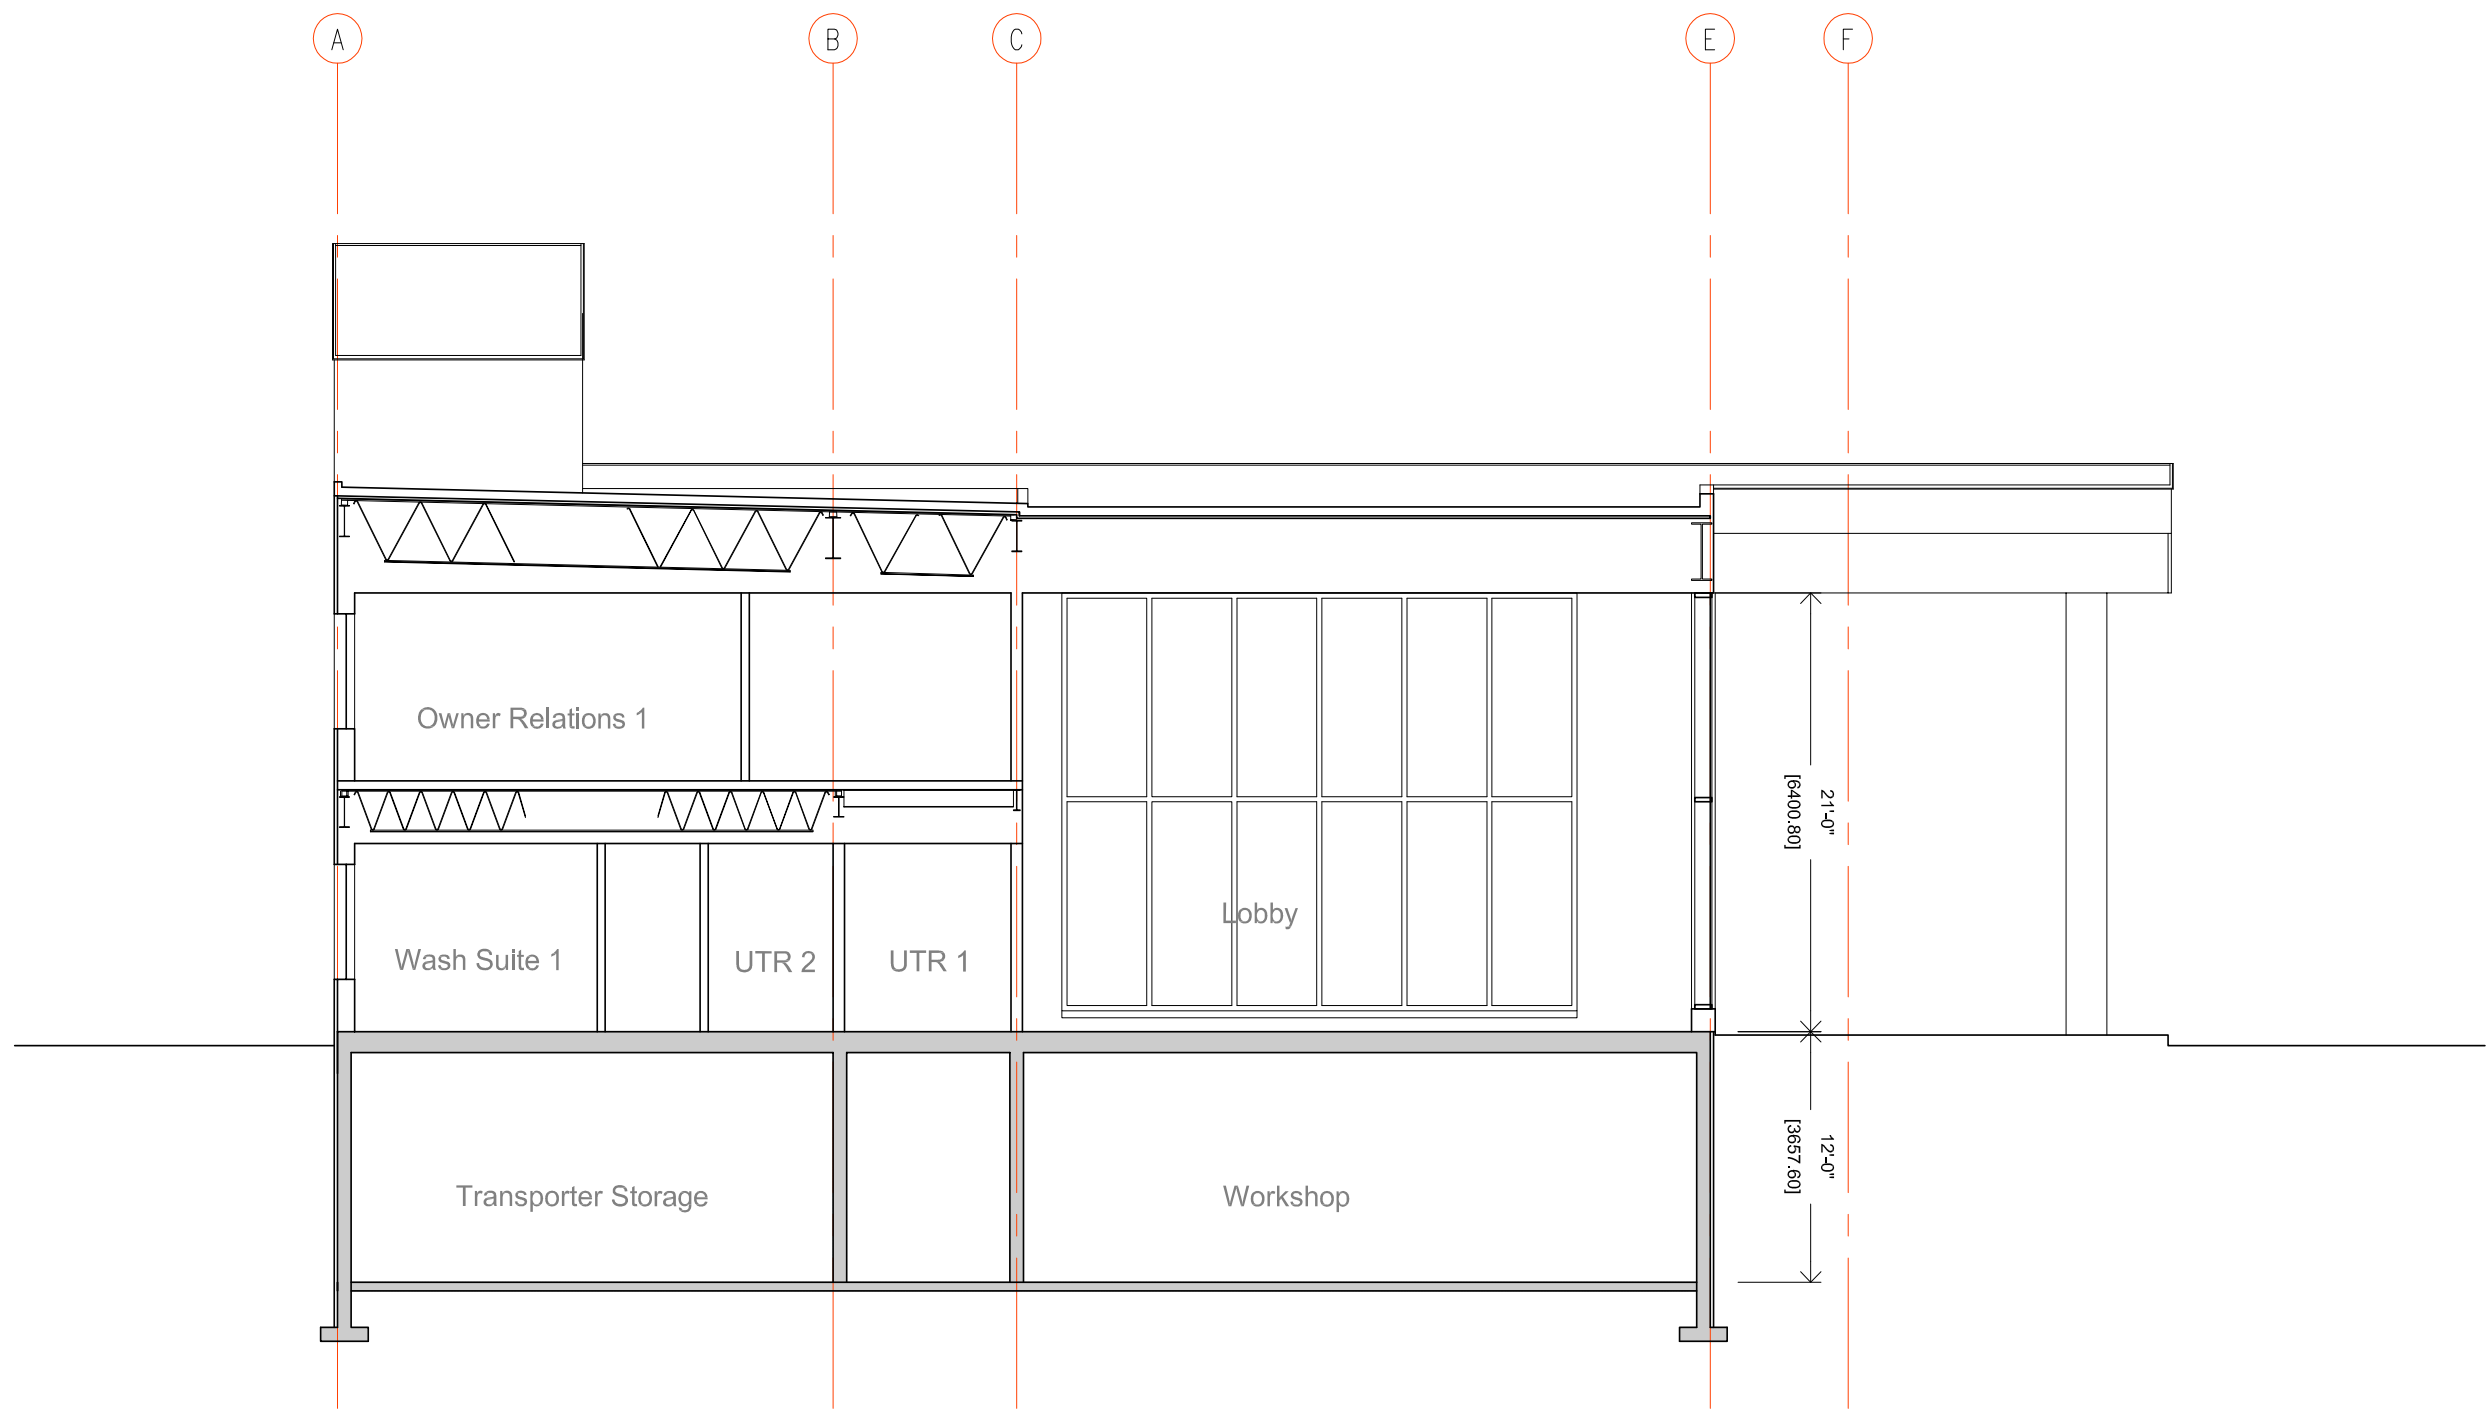 A
B
C
E
F
Owner Relations 1
21'-0"
[6400.80]
Lobby
Wash Suite 1
UTR 2
UTR 1
12'-0"
[3657.60]
Transporter Storage
Workshop